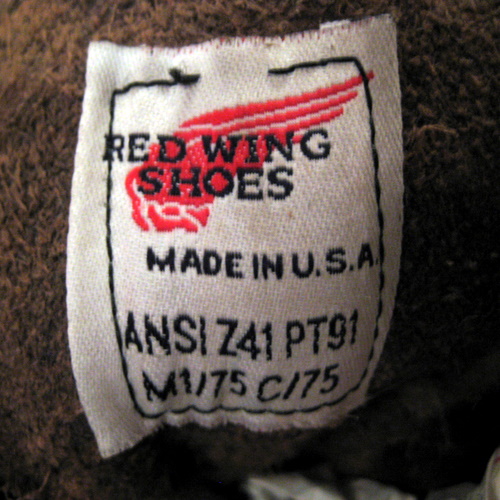 RED WING
SHOES
MADE IN U.S.A.
ANSI Z41 PT91
M1/75 C/75